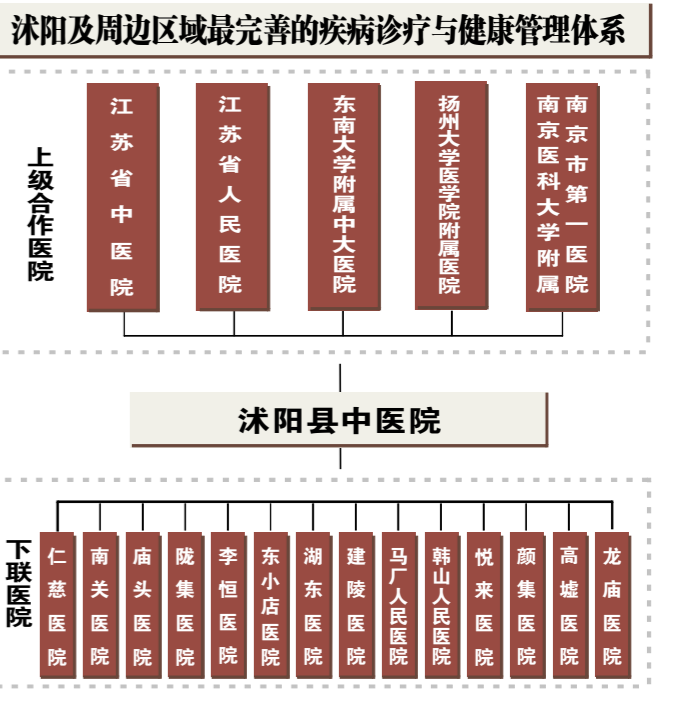 沭阳及周边区域最完善的疾病诊疗与健康管理体系
上级合作医院
江苏省中医院
江苏省人民医院
东南大学附属中大医院
扬州大学医学院附属医院
南京医科大学附属
南京市第一医院
沭阳县中医院
下联医院
仁慈医院
南关医院
庙头医院
陇集医院
李恒医院
东小店医院
湖东医院
建陵医院
马厂人民医院
韩山人民医院
悦来医院
颜集医院
高墟医院
龙庙医院